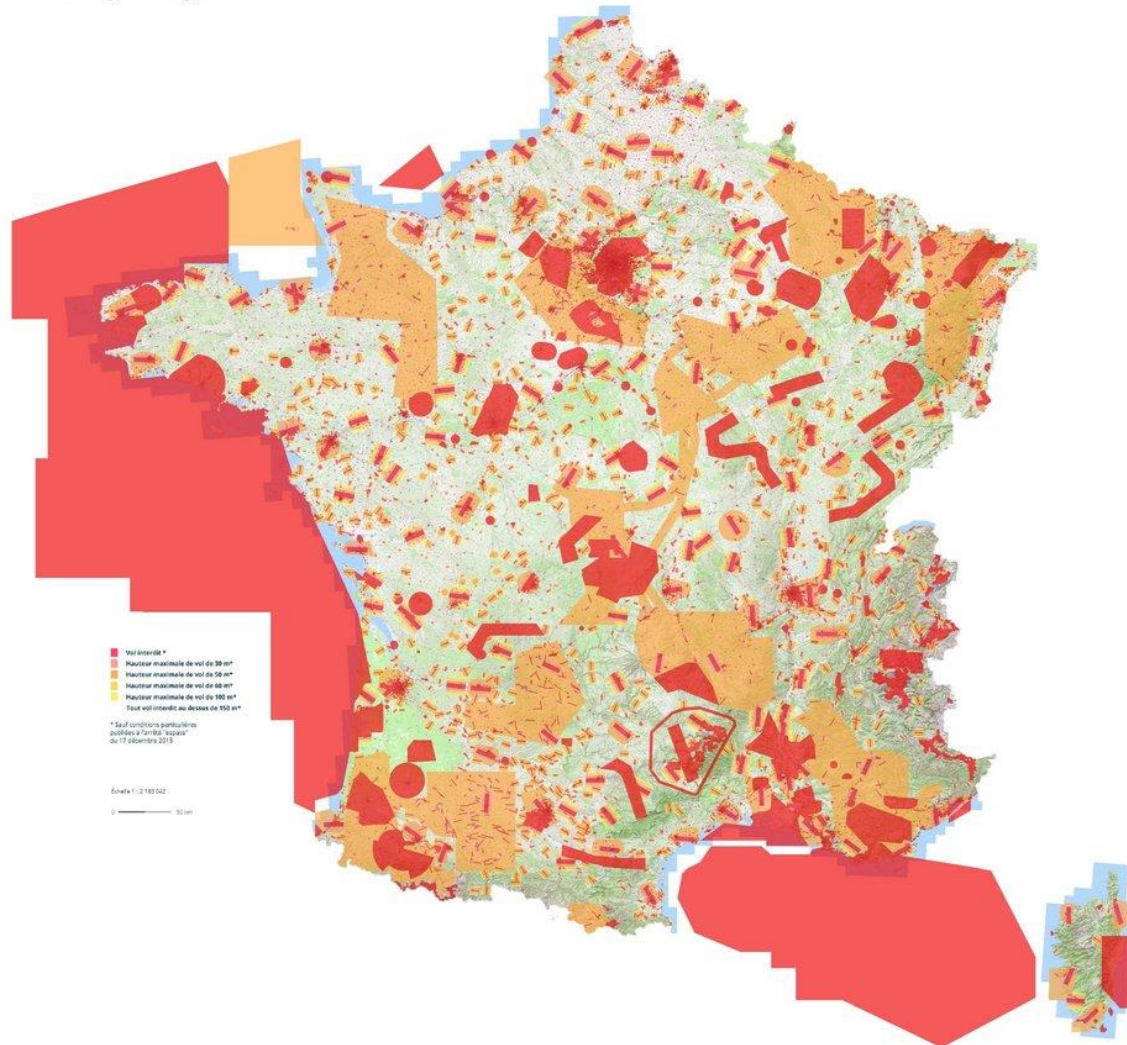 Vol interdit *
Hauteur maximale de vol de 30 m*
Hauteur maximale de vol de 50 m*
Hauteur maximale de vol de 60 m*
Hauteur maximale de vol de 100 m*
Tout vol interdit au dessus de 150 m*
* Sauf conditions particulières
publiées à l'arrêté "espace"
du 17 décembre 2015
Échelle 1 : 2 183 042
0 50 km